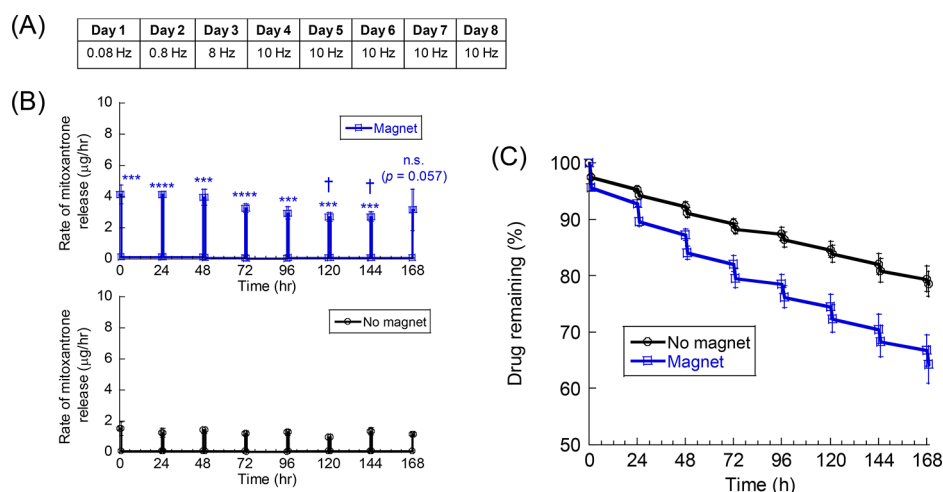 (A)
Day 1 Day 2 Day 3 Day 4 Day 5 Day 6 Day 7 Day 8
0.08 Hz 0.8 Hz 8 Hz 10 Hz 10 Hz 10 Hz 10 Hz 10 Hz
(B)
Rate of mitoxantrone
release (µg/hr)
10
8
6
4
2
0
Magnet
*** **** *** **** *** † *** † *** n.s.
(p = 0.057)
0 24 48 72 96 120 144 168
Time (hr)
Rate of mitoxantrone
release (µg/hr)
10
8
6
4
2
0
No magnet
0 24 48 72 96 120 144 168
Time (hr)
(C)
Drug remaining (%)
100
90
80
70
60
50
No magnet
Magnet
0 24 48 72 96 120 144 168
Time (h)